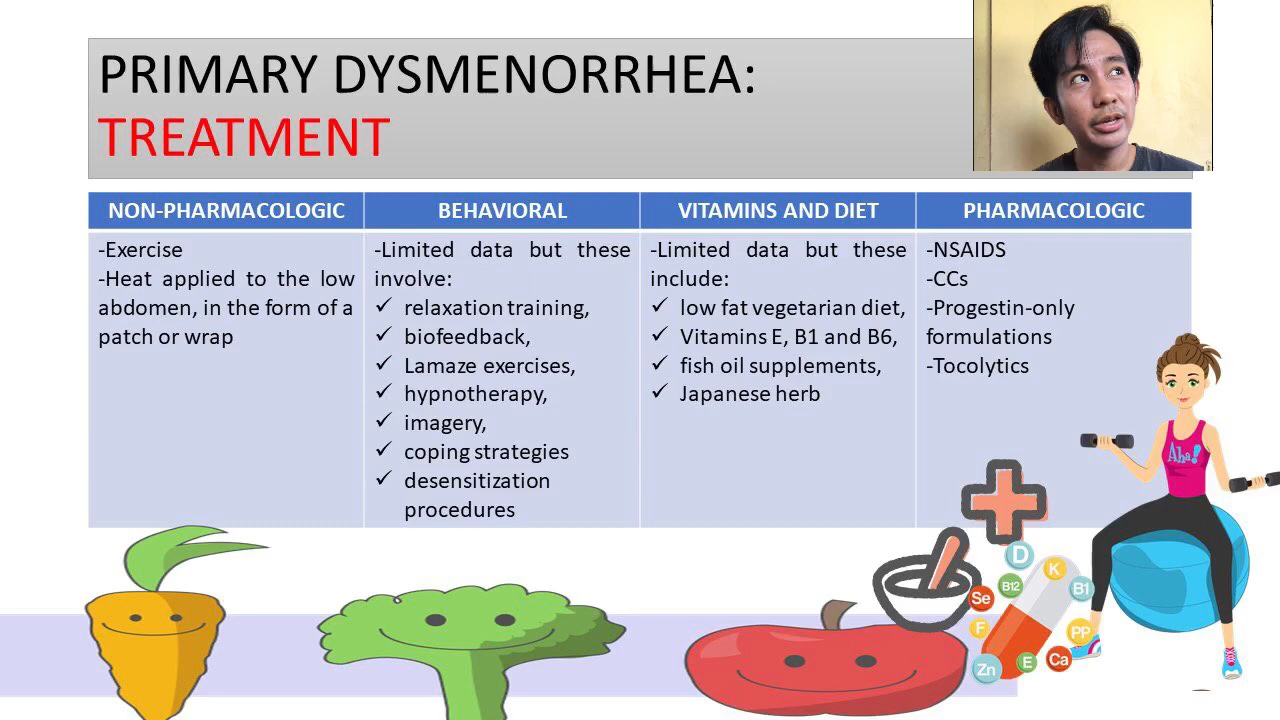 PRIMARY DYSMENORRHEA:
TREATMENT
NON-PHARMACOLOGIC
-Exercise
-Heat applied to the low
abdomen, in the form of a
patch or wrap
BEHAVIORAL
-Limited data but these
involve:
✓ relaxation training,
✓ biofeedback,
✓ Lamaze exercises,
✓ hypnotherapy,
✓ imagery,
✓ coping strategies
✓ desensitization
procedures
VITAMINS AND DIET
-Limited data but these
include:
✓ low fat vegetarian diet,
✓ Vitamins E, B1 and B6,
✓ fish oil supplements,
✓ Japanese herb
PHARMACOLOGIC
-NSAIDS
-CCs
-Progestin-only
formulations
-Tocolytics
Aha!
D
K
B12
B1
Se
F
PP
Zn
E
Ca